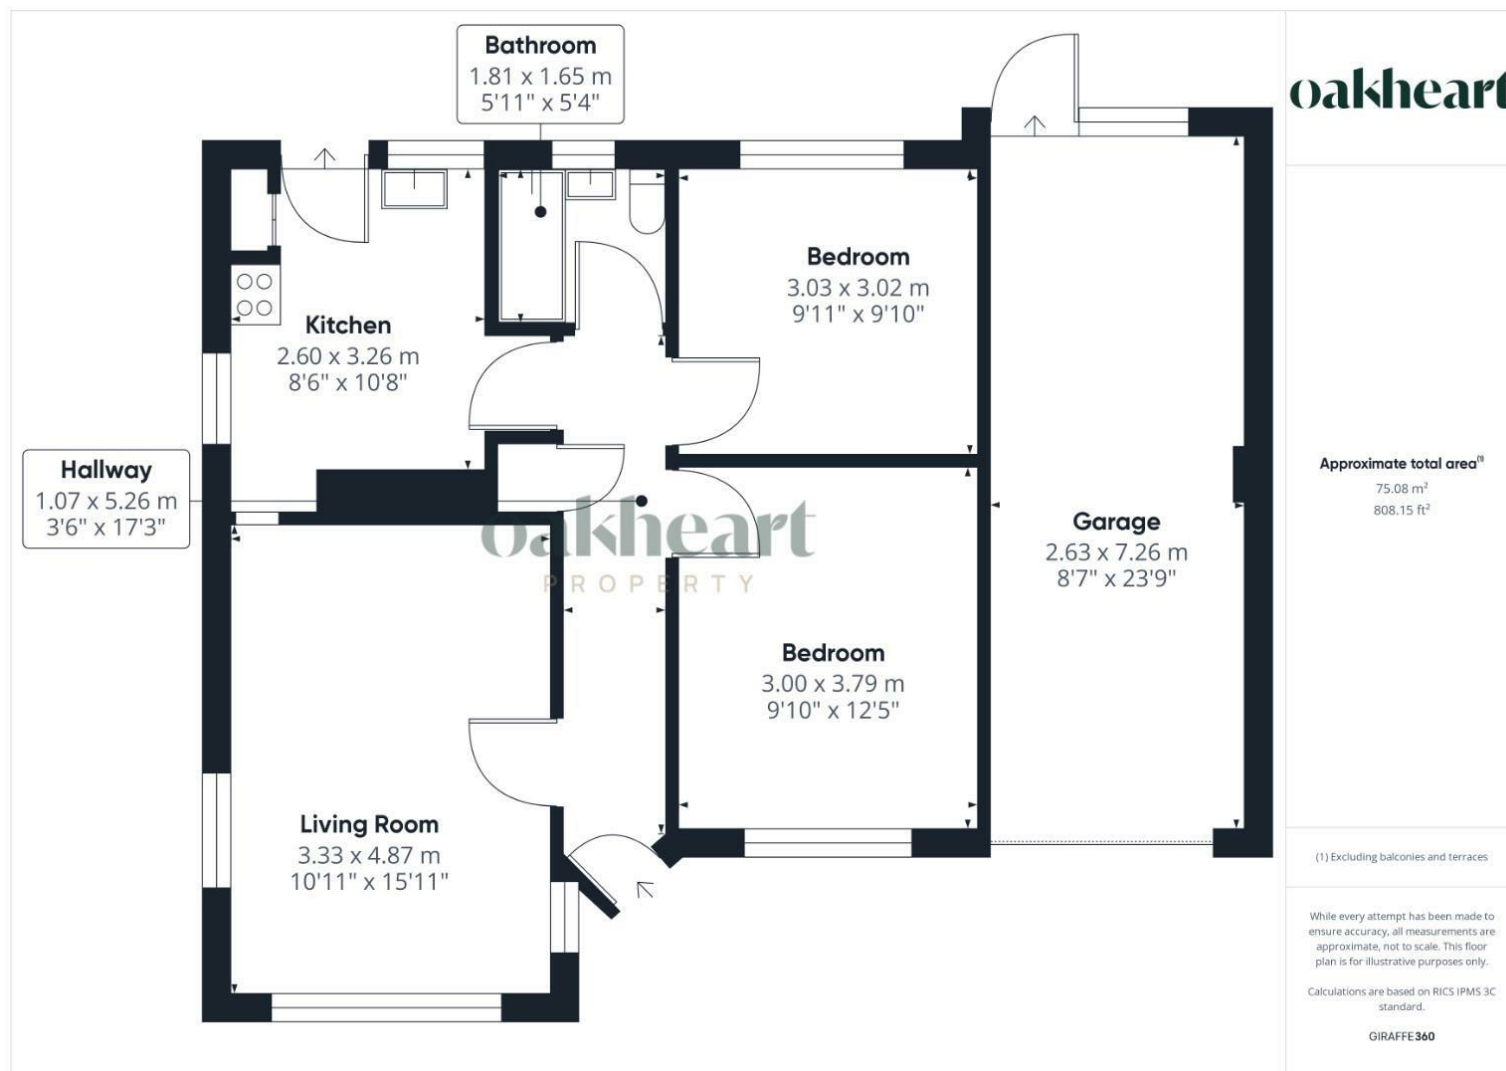 Bathroom
1.81 x 1.65 m
5'11" x 5'4"
oakheart
Bedroom
3.03 x 3.02 m
9'11" x 9'10"
Kitchen
2.60 x 3.26 m
8'6" x 10'8"
Hallway
1.07 x 5.26 m
3'6" x 17'3"
oakheart
PROPERTY
Garage
2.63 x 7.26 m
8'7" x 23'9"
Bedroom
3.00 x 3.79 m
9'10" x 12'5"
Living Room
3.33 x 4.87 m
10'11" x 15'11"
Approximate total area⁽¹⁾
75.08 m²
808.15 ft²
(1) Excluding balconies and terraces
While every attempt has been made to
ensure accuracy, all measurements are
approximate, not to scale. This floor
plan is for illustrative purposes only.
Calculations are based on RICS IPMS 3C
standard.
GIRAFFE360